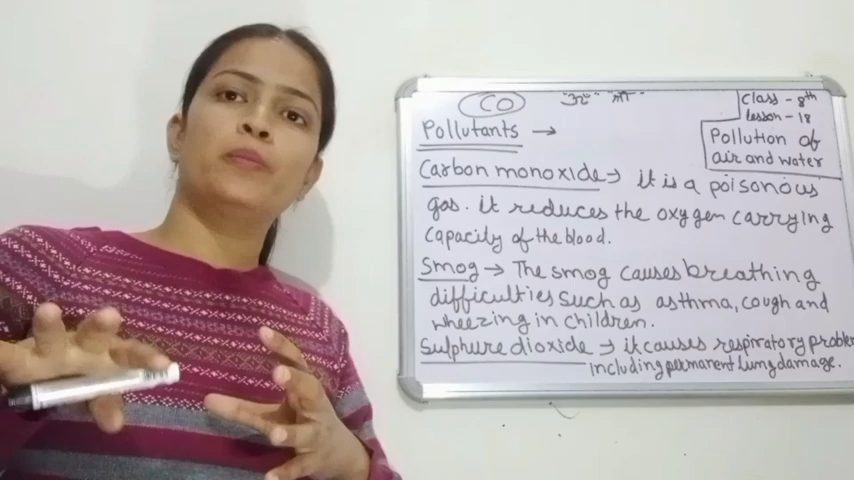 CO
Class - 8th
lesson - 18
Pollution of
air and water
Pollutants →
Carbon monoxide → it is a poisonous
gas. it reduces the oxygen carrying
capacity of the blood.
Smog → The smog causes breathing
difficulties such as asthma, cough and
wheezing in children.
Sulphure dioxide → it causes respiratory problem
including permanent lung damage.